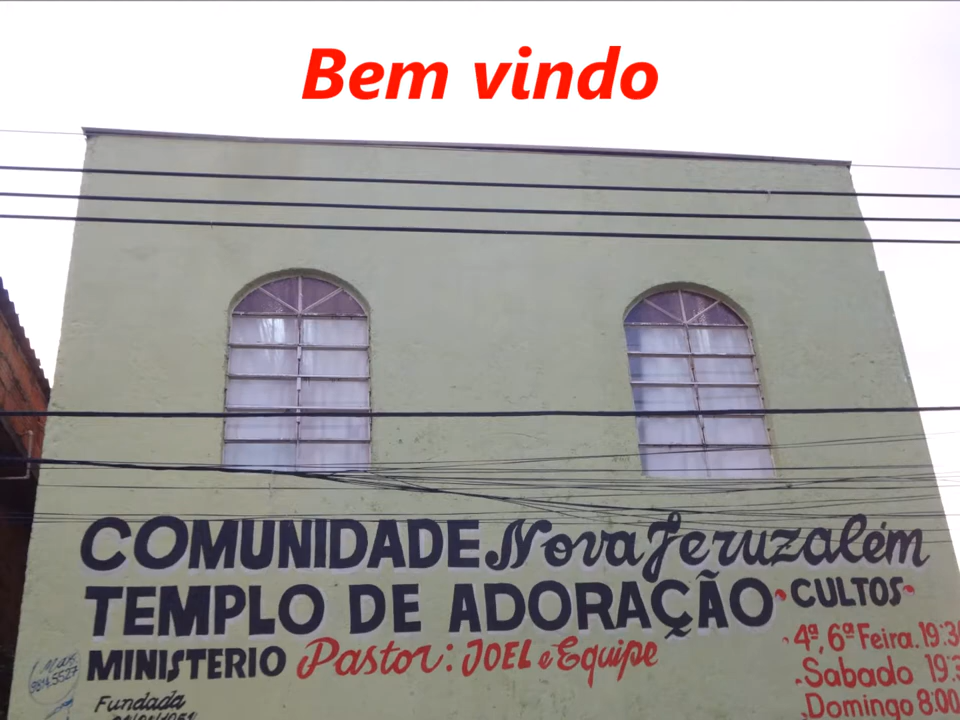 Bem vindo
COMUNIDADE Nova Jeruzalém
TEMPLO DE ADORAÇÃO
CULTOS
MINISTERIO Pastor: JOEL e Equipe
4ª, 6ª Feira. 19:30
Sabado 19:3
Domingo 8:00
Fundada